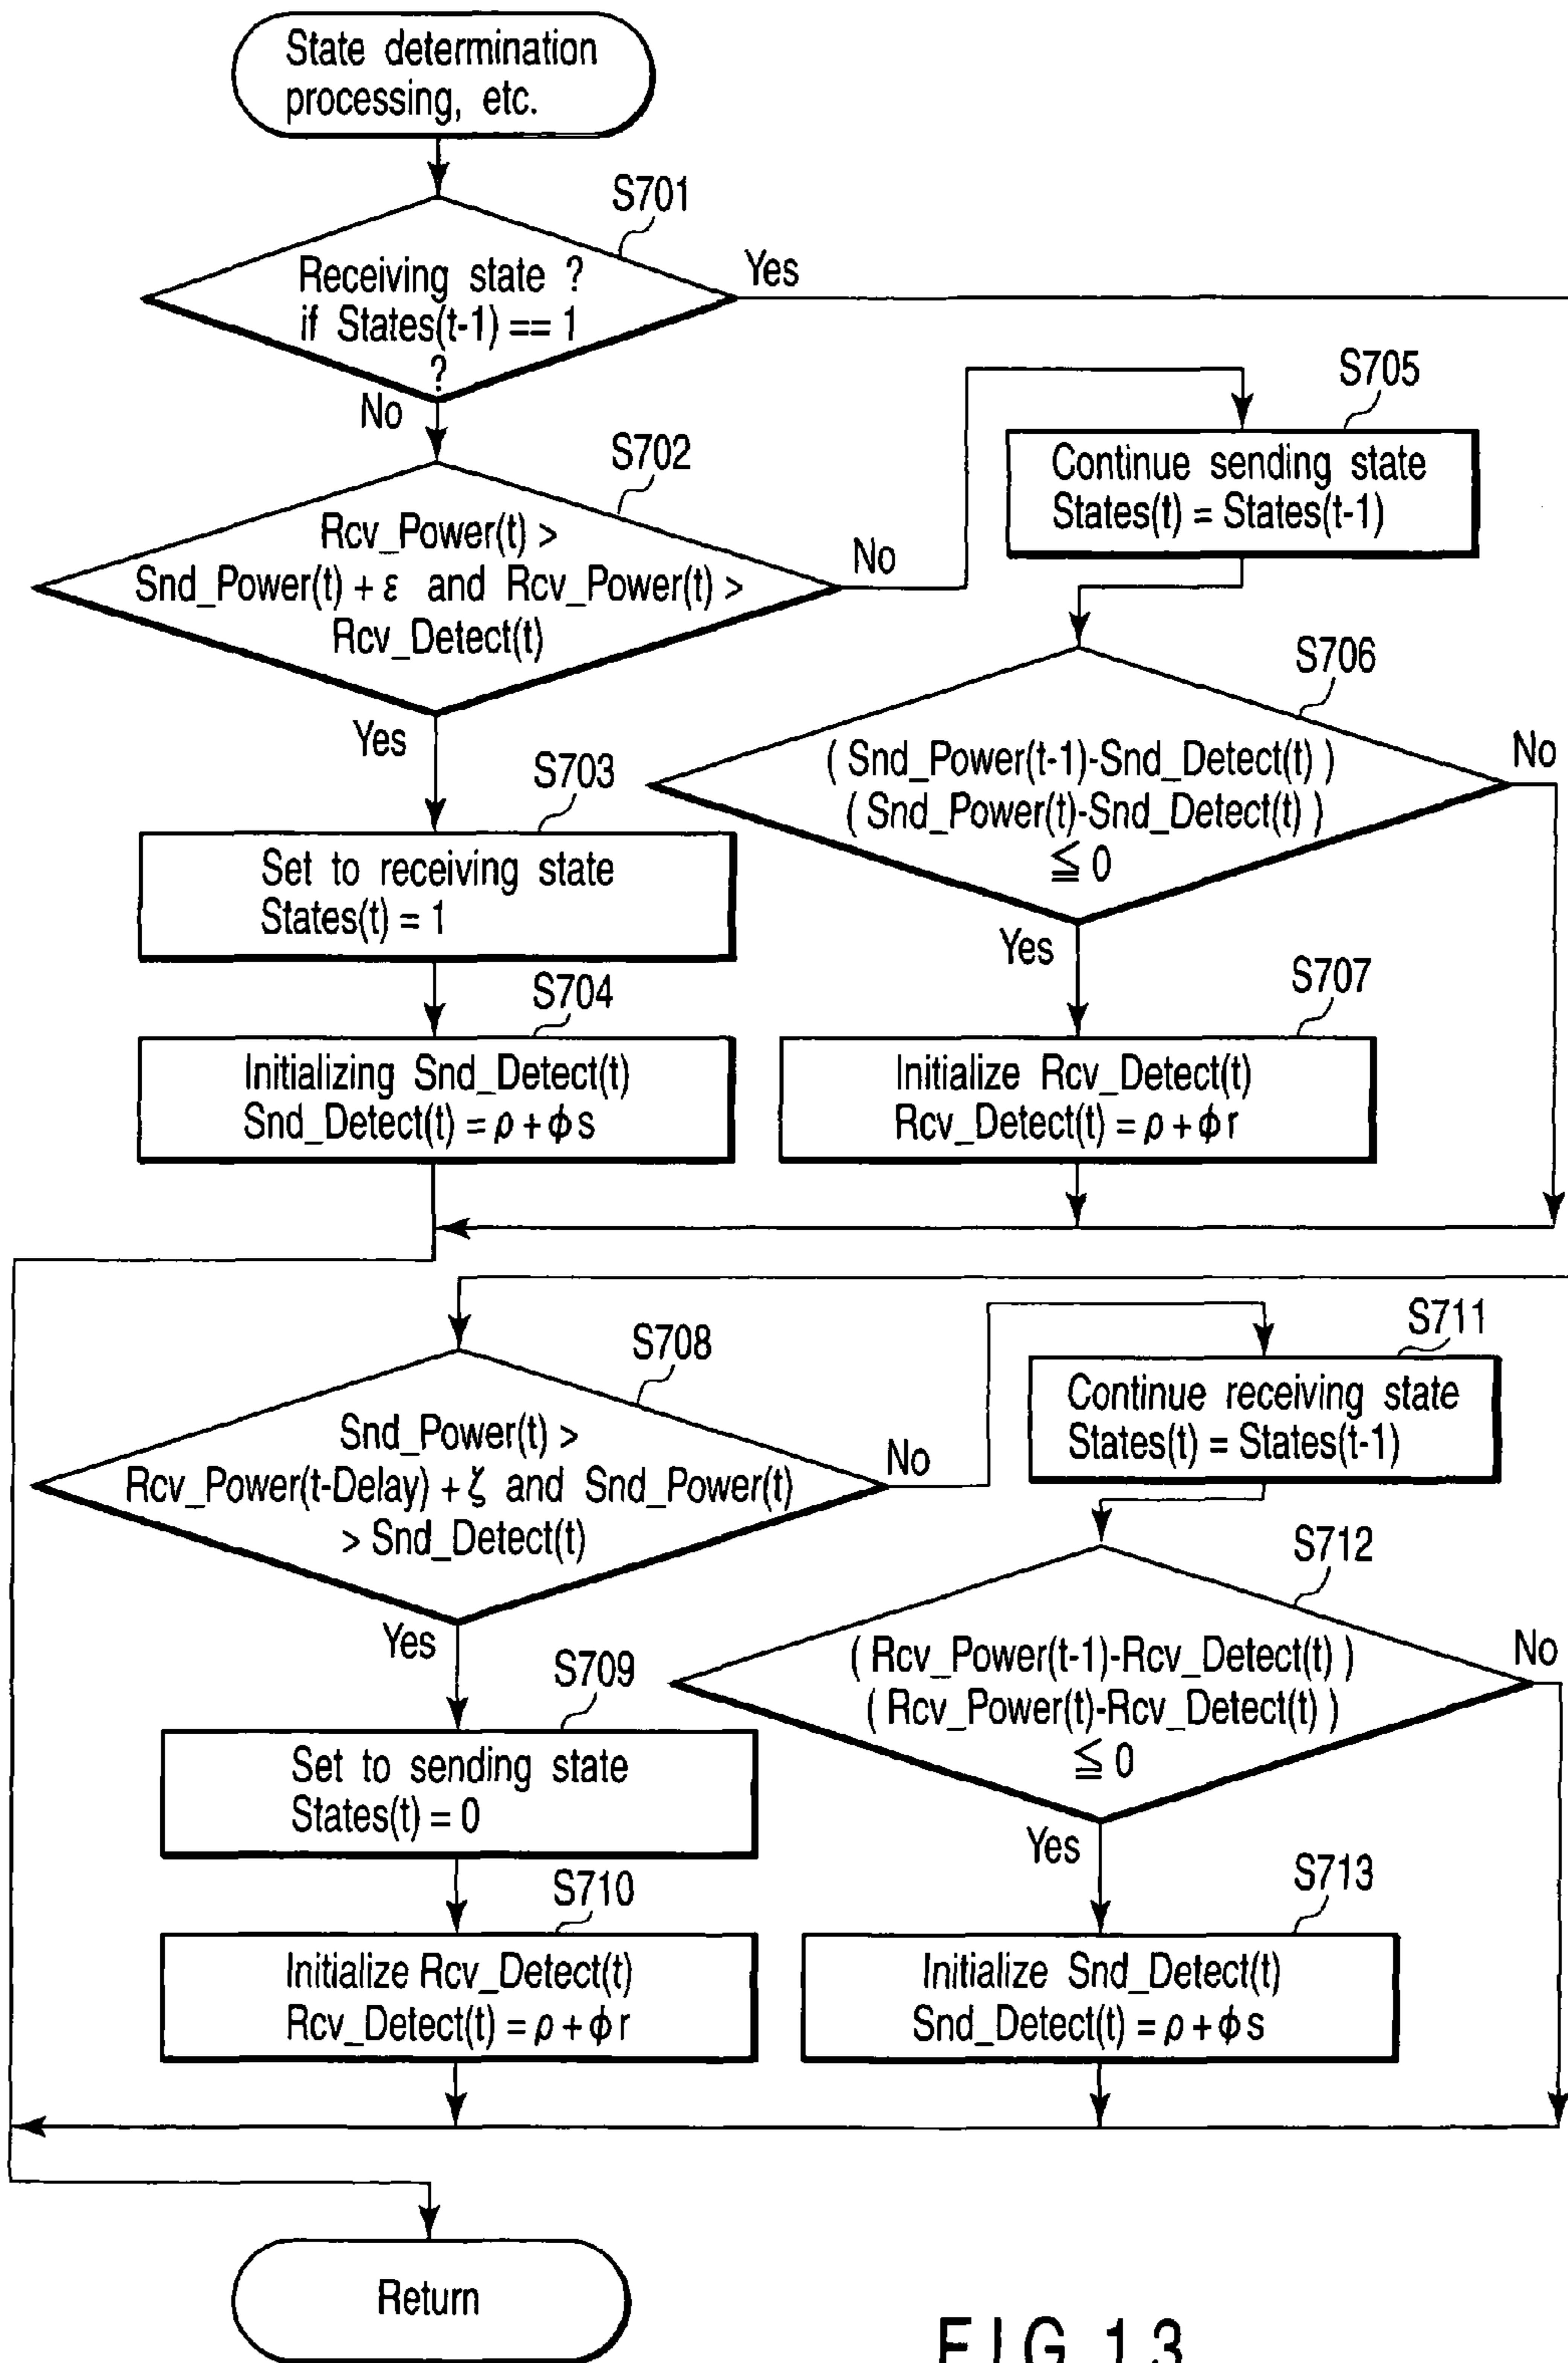 State determination
processing, etc.
S701
Receiving state ?
if States(t-1) == 1
?
Yes
No
S702
Rcv_Power(t) >
Snd_Power(t) + ε and Rcv_Power(t) >
Rcv_Detect(t)
No
Yes
S705
Continue sending state
States(t) = States(t-1)
S706
( Snd_Power(t-1)-Snd_Detect(t) )
( Snd_Power(t)-Snd_Detect(t) )
≦ 0
No
Yes
S703
Set to receiving state
States(t) = 1
S704
Initializing Snd_Detect(t)
Snd_Detect(t) = ρ + ϕ s
S707
Initialize Rcv_Detect(t)
Rcv_Detect(t) = ρ + ϕ r
S708
Snd_Power(t) >
Rcv_Power(t-Delay) + ζ and Snd_Power(t)
> Snd_Detect(t)
No
Yes
S711
Continue receiving state
States(t) = States(t-1)
S712
( Rcv_Power(t-1)-Rcv_Detect(t) )
( Rcv_Power(t)-Rcv_Detect(t) )
≦ 0
No
Yes
S709
Set to sending state
States(t) = 0
S710
Initialize Rcv_Detect(t)
Rcv_Detect(t) = ρ + ϕ r
S713
Initialize Snd_Detect(t)
Snd_Detect(t) = ρ + ϕ s
Return
FIG.13